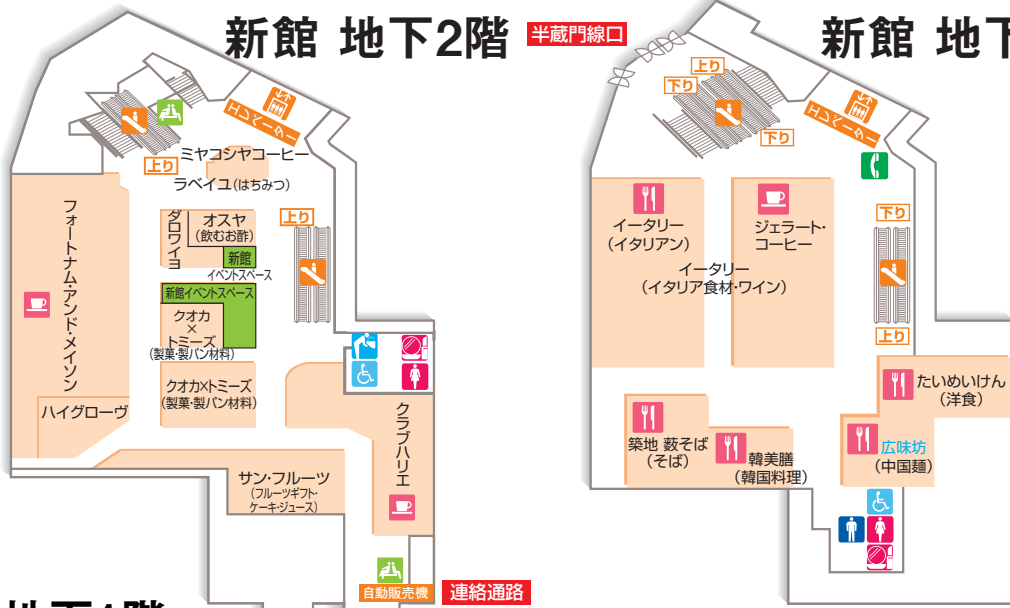 新館 地下2階
半蔵門線口
エレベーター
上り
ミヤコシヤコーヒー
ラベイユ(はちみつ)
フォートナム・アンド・メイソン
ダロワイヨ
オスヤ
(飲むお酢)
新館
イベントスペース
上り
新館イベントスペース
クオカ
×
トミーズ
(製菓・製パン材料)
クオカ×トミーズ
(製菓・製パン材料)
ハイグローヴ
クラブハリエ
サン・フルーツ
(フルーツギフト・
ケーキ・ジュース)
自動販売機
連絡通路
新館 地下
上り
下り
下り
エレベーター
イータリー
(イタリアン)
ジェラート・
コーヒー
イータリー
(イタリア食材・ワイン)
下り
上り
たいめいけん
(洋食)
築地 薮そば
(そば)
韓美膳
(韓国料理)
広味坊
(中国麺)